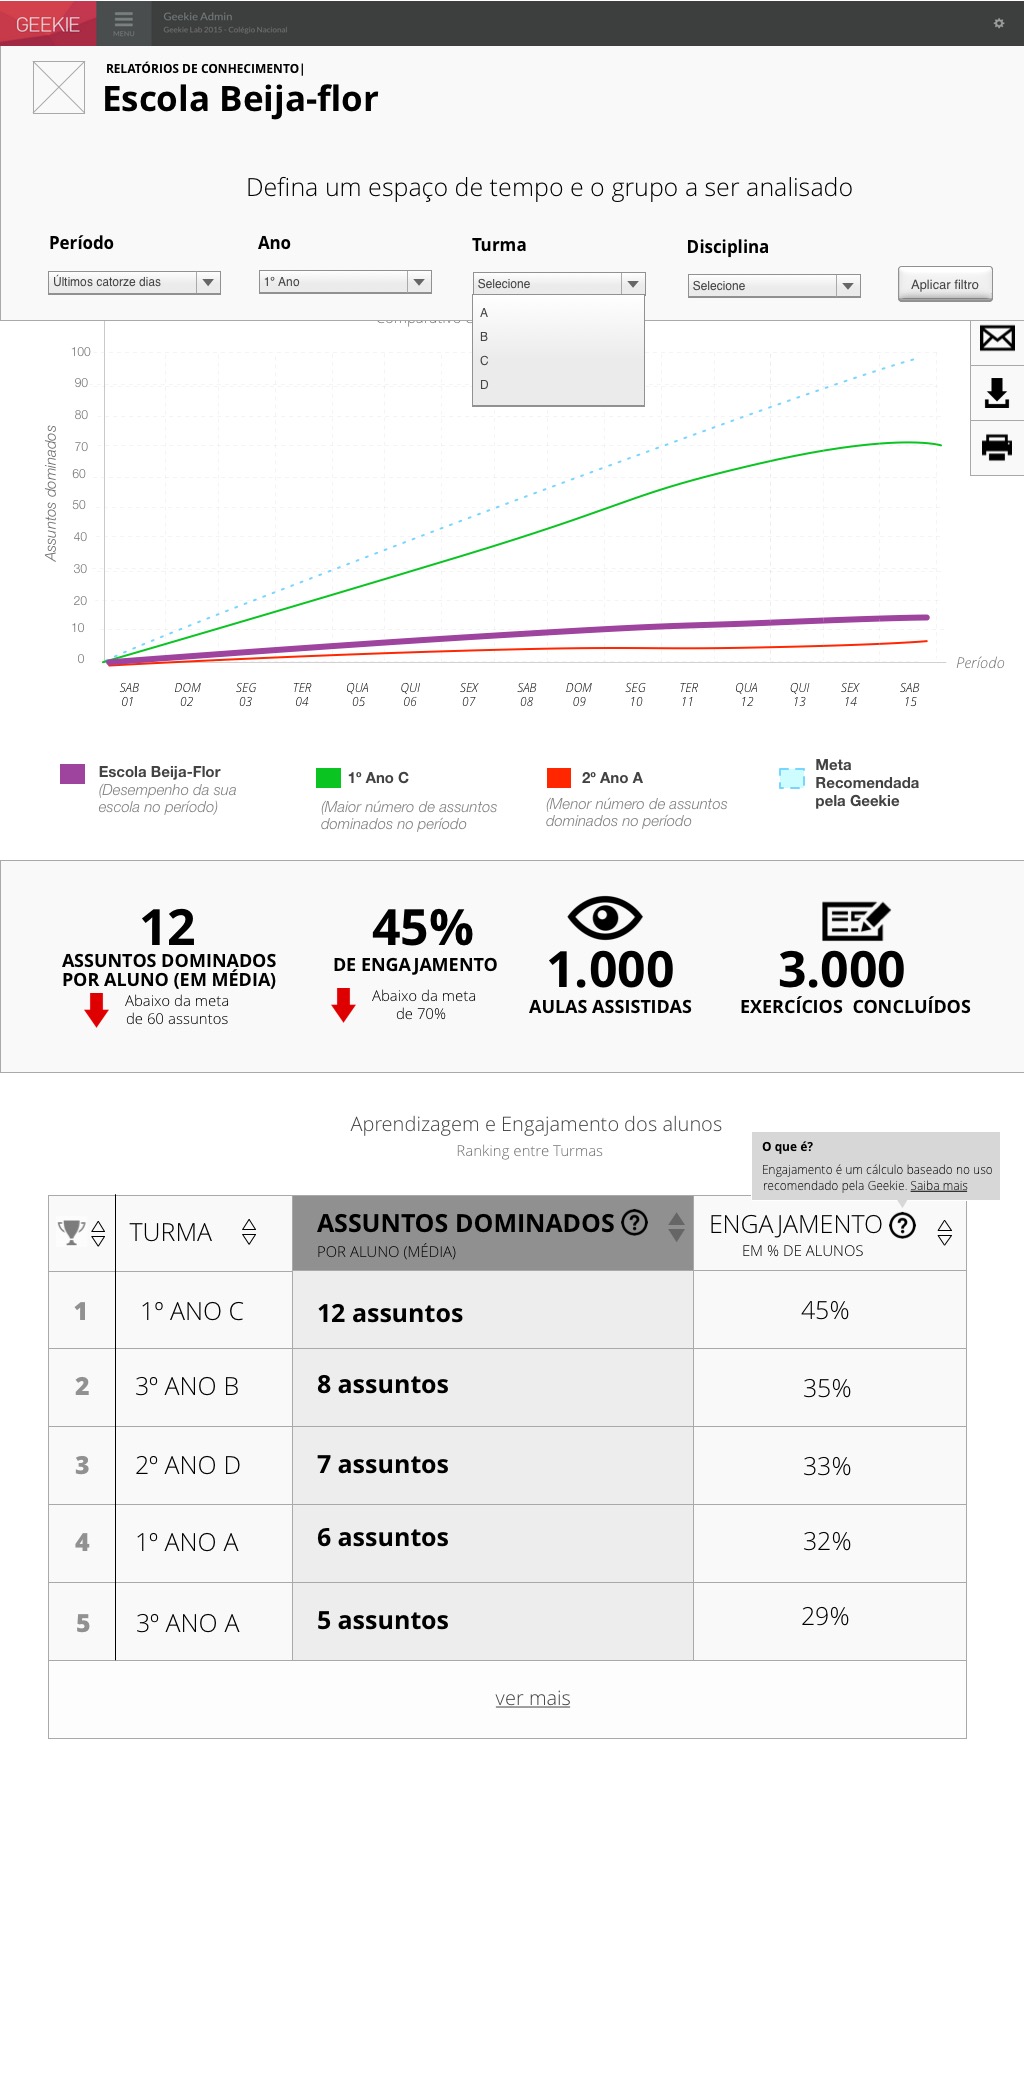 GEEKIE
MENU
Geekie Admin
Geekie Lab 2015 - Colégio Nacional
RELATÓRIOS DE CONHECIMENTO|
Escola Beija-flor
Defina um espaço de tempo e o grupo a ser analisado
Período
Ano
Turma
Disciplina
Últimos catorze dias
1º Ano
Selecione
Selecione
Aplicar filtro
A
B
C
D
Comparativo
100
90
80
70
60
50
40
30
20
10
0
Assuntos dominados
Período
SAB 01
DOM 02
SEG 03
TER 04
QUA 05
QUI 06
SEX 07
SAB 08
DOM 09
SEG 10
TER 11
QUA 12
QUI 13
SEX 14
SAB 15
Escola Beija-Flor
(Desempenho da sua
escola no período)
1º Ano C
(Maior número de assuntos
dominados no período
2º Ano A
(Menor número de assuntos
dominados no período
Meta
Recomendada
pela Geekie
12
ASSUNTOS DOMINADOS
POR ALUNO (EM MÉDIA)
Abaixo da meta
de 60 assuntos
45%
DE ENGAJAMENTO
Abaixo da meta
de 70%
1.000
AULAS ASSISTIDAS
3.000
EXERCÍCIOS CONCLUÍDOS
Aprendizagem e Engajamento dos alunos
Ranking entre Turmas
O que é?
Engajamento é um cálculo baseado no uso
recomendado pela Geekie. Saiba mais
TURMA
ASSUNTOS DOMINADOS ?
POR ALUNO (MÉDIA)
ENGAJAMENTO ?
EM % DE ALUNOS
1 1º ANO C 12 assuntos 45%
2 3º ANO B 8 assuntos 35%
3 2º ANO D 7 assuntos 33%
4 1º ANO A 6 assuntos 32%
5 3º ANO A 5 assuntos 29%
ver mais